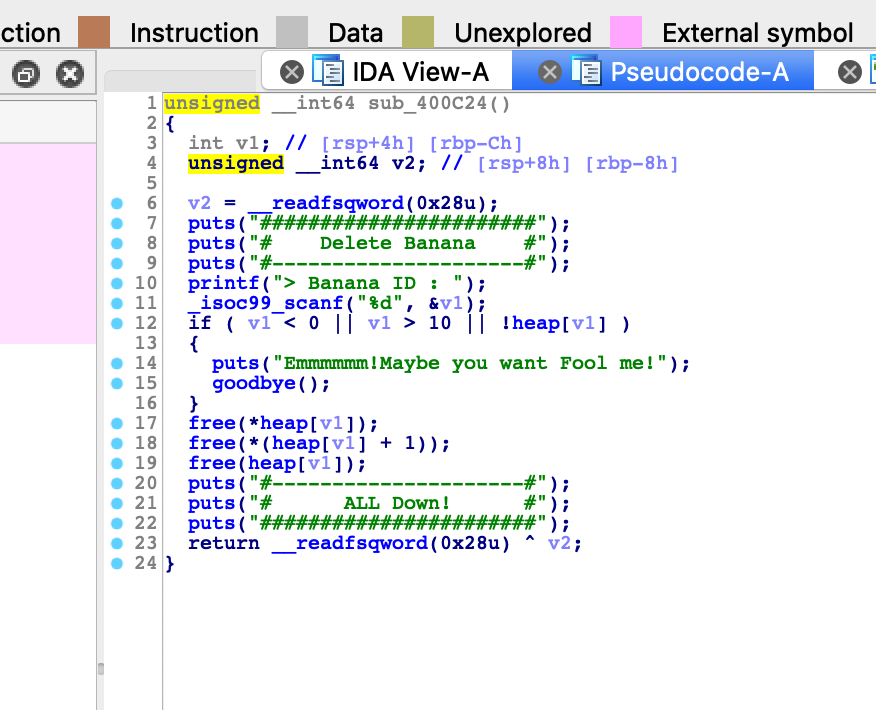 ction Instruction Data Unexplored External symbol
IDA View-A Pseudocode-A
1 unsigned __int64 sub_400C24()
2 {
3 int v1; // [rsp+4h] [rbp-Ch]
4 unsigned __int64 v2; // [rsp+8h] [rbp-8h]
5
6 v2 = __readfsqword(0x28u);
7 puts("#######################");
8 puts("#    Delete Banana    #");
9 puts("#---------------------#");
10 printf("> Banana ID : ");
11 _isoc99_scanf("%d", &v1);
12 if ( v1 < 0 || v1 > 10 || !heap[v1] )
13 {
14 puts("Emmmmmm!Maybe you want Fool me!");
15 goodbye();
16 }
17 free(*heap[v1]);
18 free(*(heap[v1] + 1));
19 free(heap[v1]);
20 puts("#---------------------#");
21 puts("#      ALL Down!      #");
22 puts("#######################");
23 return __readfsqword(0x28u) ^ v2;
24 }